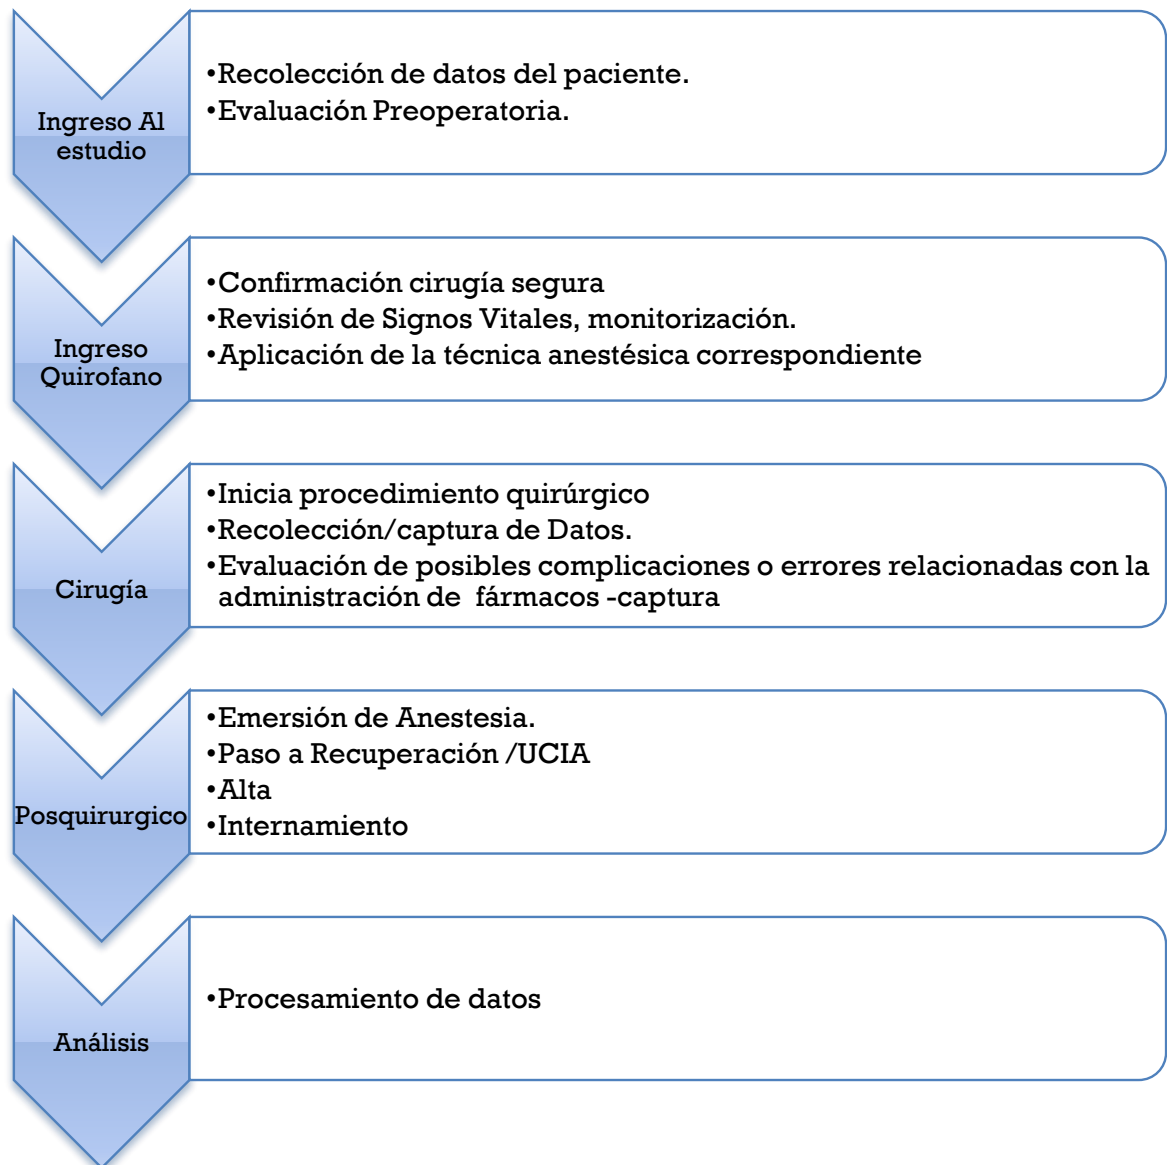 Ingreso Al
estudio
•Recolección de datos del paciente.
•Evaluación Preoperatoria.
Ingreso
Quirofano
•Confirmación cirugía segura
•Revisión de Signos Vitales, monitorización.
•Aplicación de la técnica anestésica correspondiente
Cirugía
•Inicia procedimiento quirúrgico
•Recolección/captura de Datos.
•Evaluación de posibles complicaciones o errores relacionadas con la
administración de  fármacos -captura
Posquirurgico
•Emersión de Anestesia.
•Paso a Recuperación /UCIA
•Alta
•Internamiento
Análisis
•Procesamiento de datos